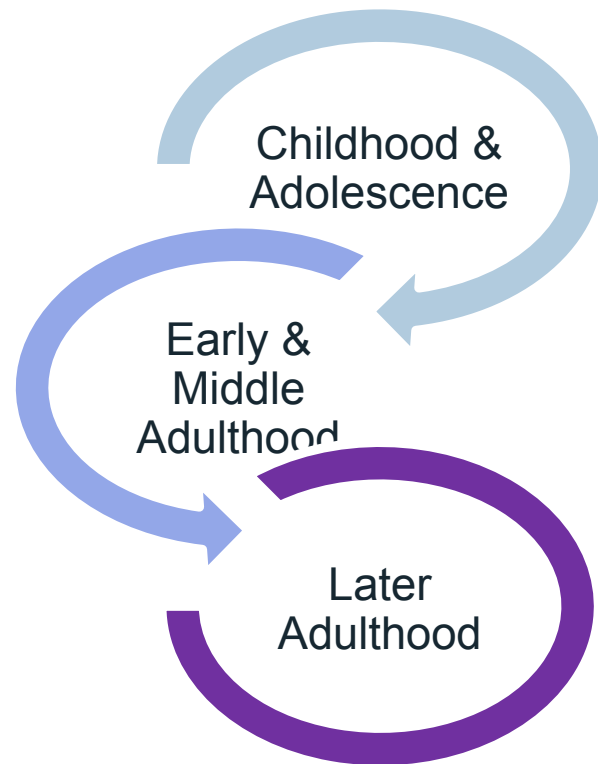 Childhood &
Adolescence
Early &
Middle
Adulthood
Later
Adulthood